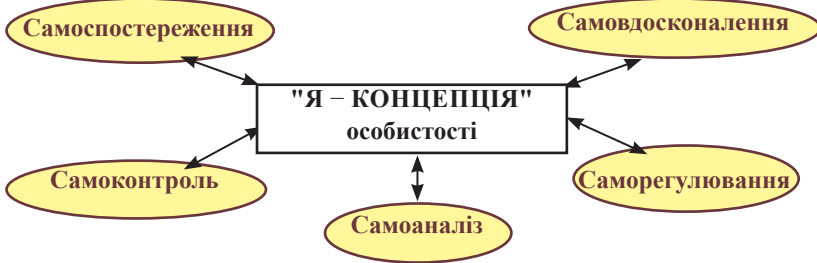 Самоспостереження
Самовдосконалення
"Я – КОНЦЕПЦІЯ"
особистості
Самоконтроль
Саморегулювання
Самоаналіз